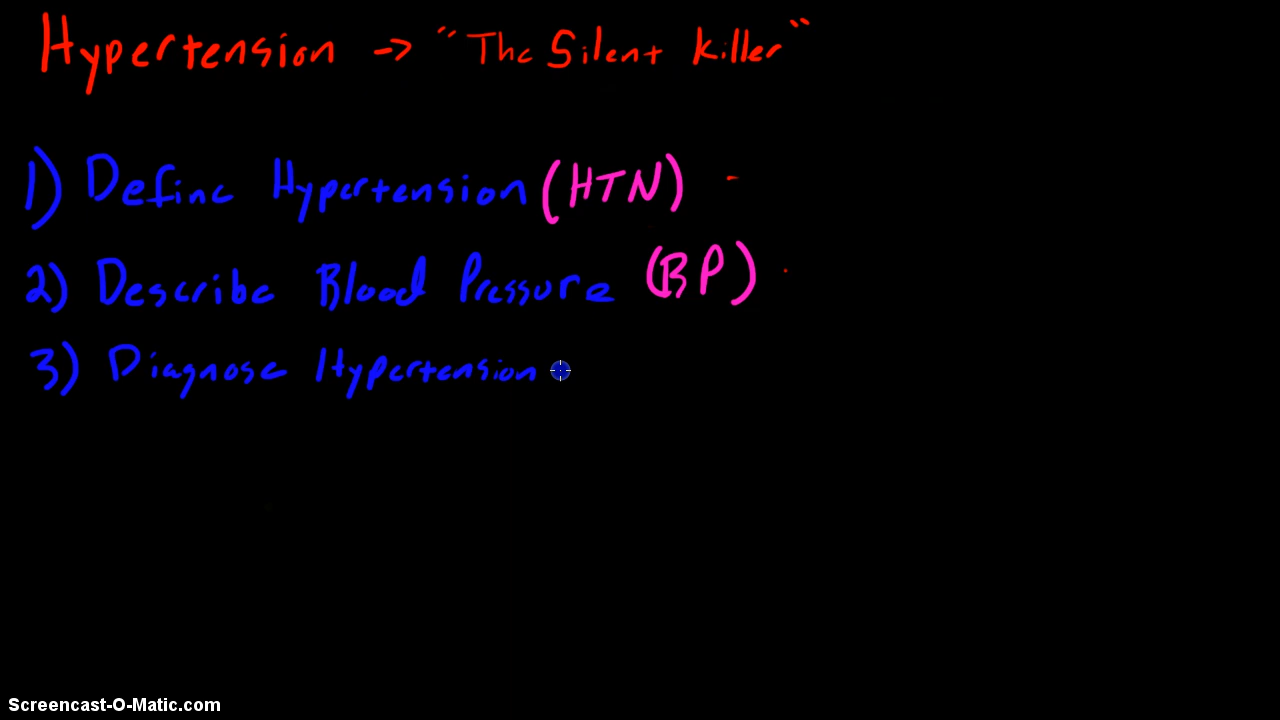 Hypertension -> "The Silent Killer"
1) Define Hypertension (HTN)
2) Describe Blood Pressure (BP)
3) Diagnose Hypertension
Screencast-O-Matic.com